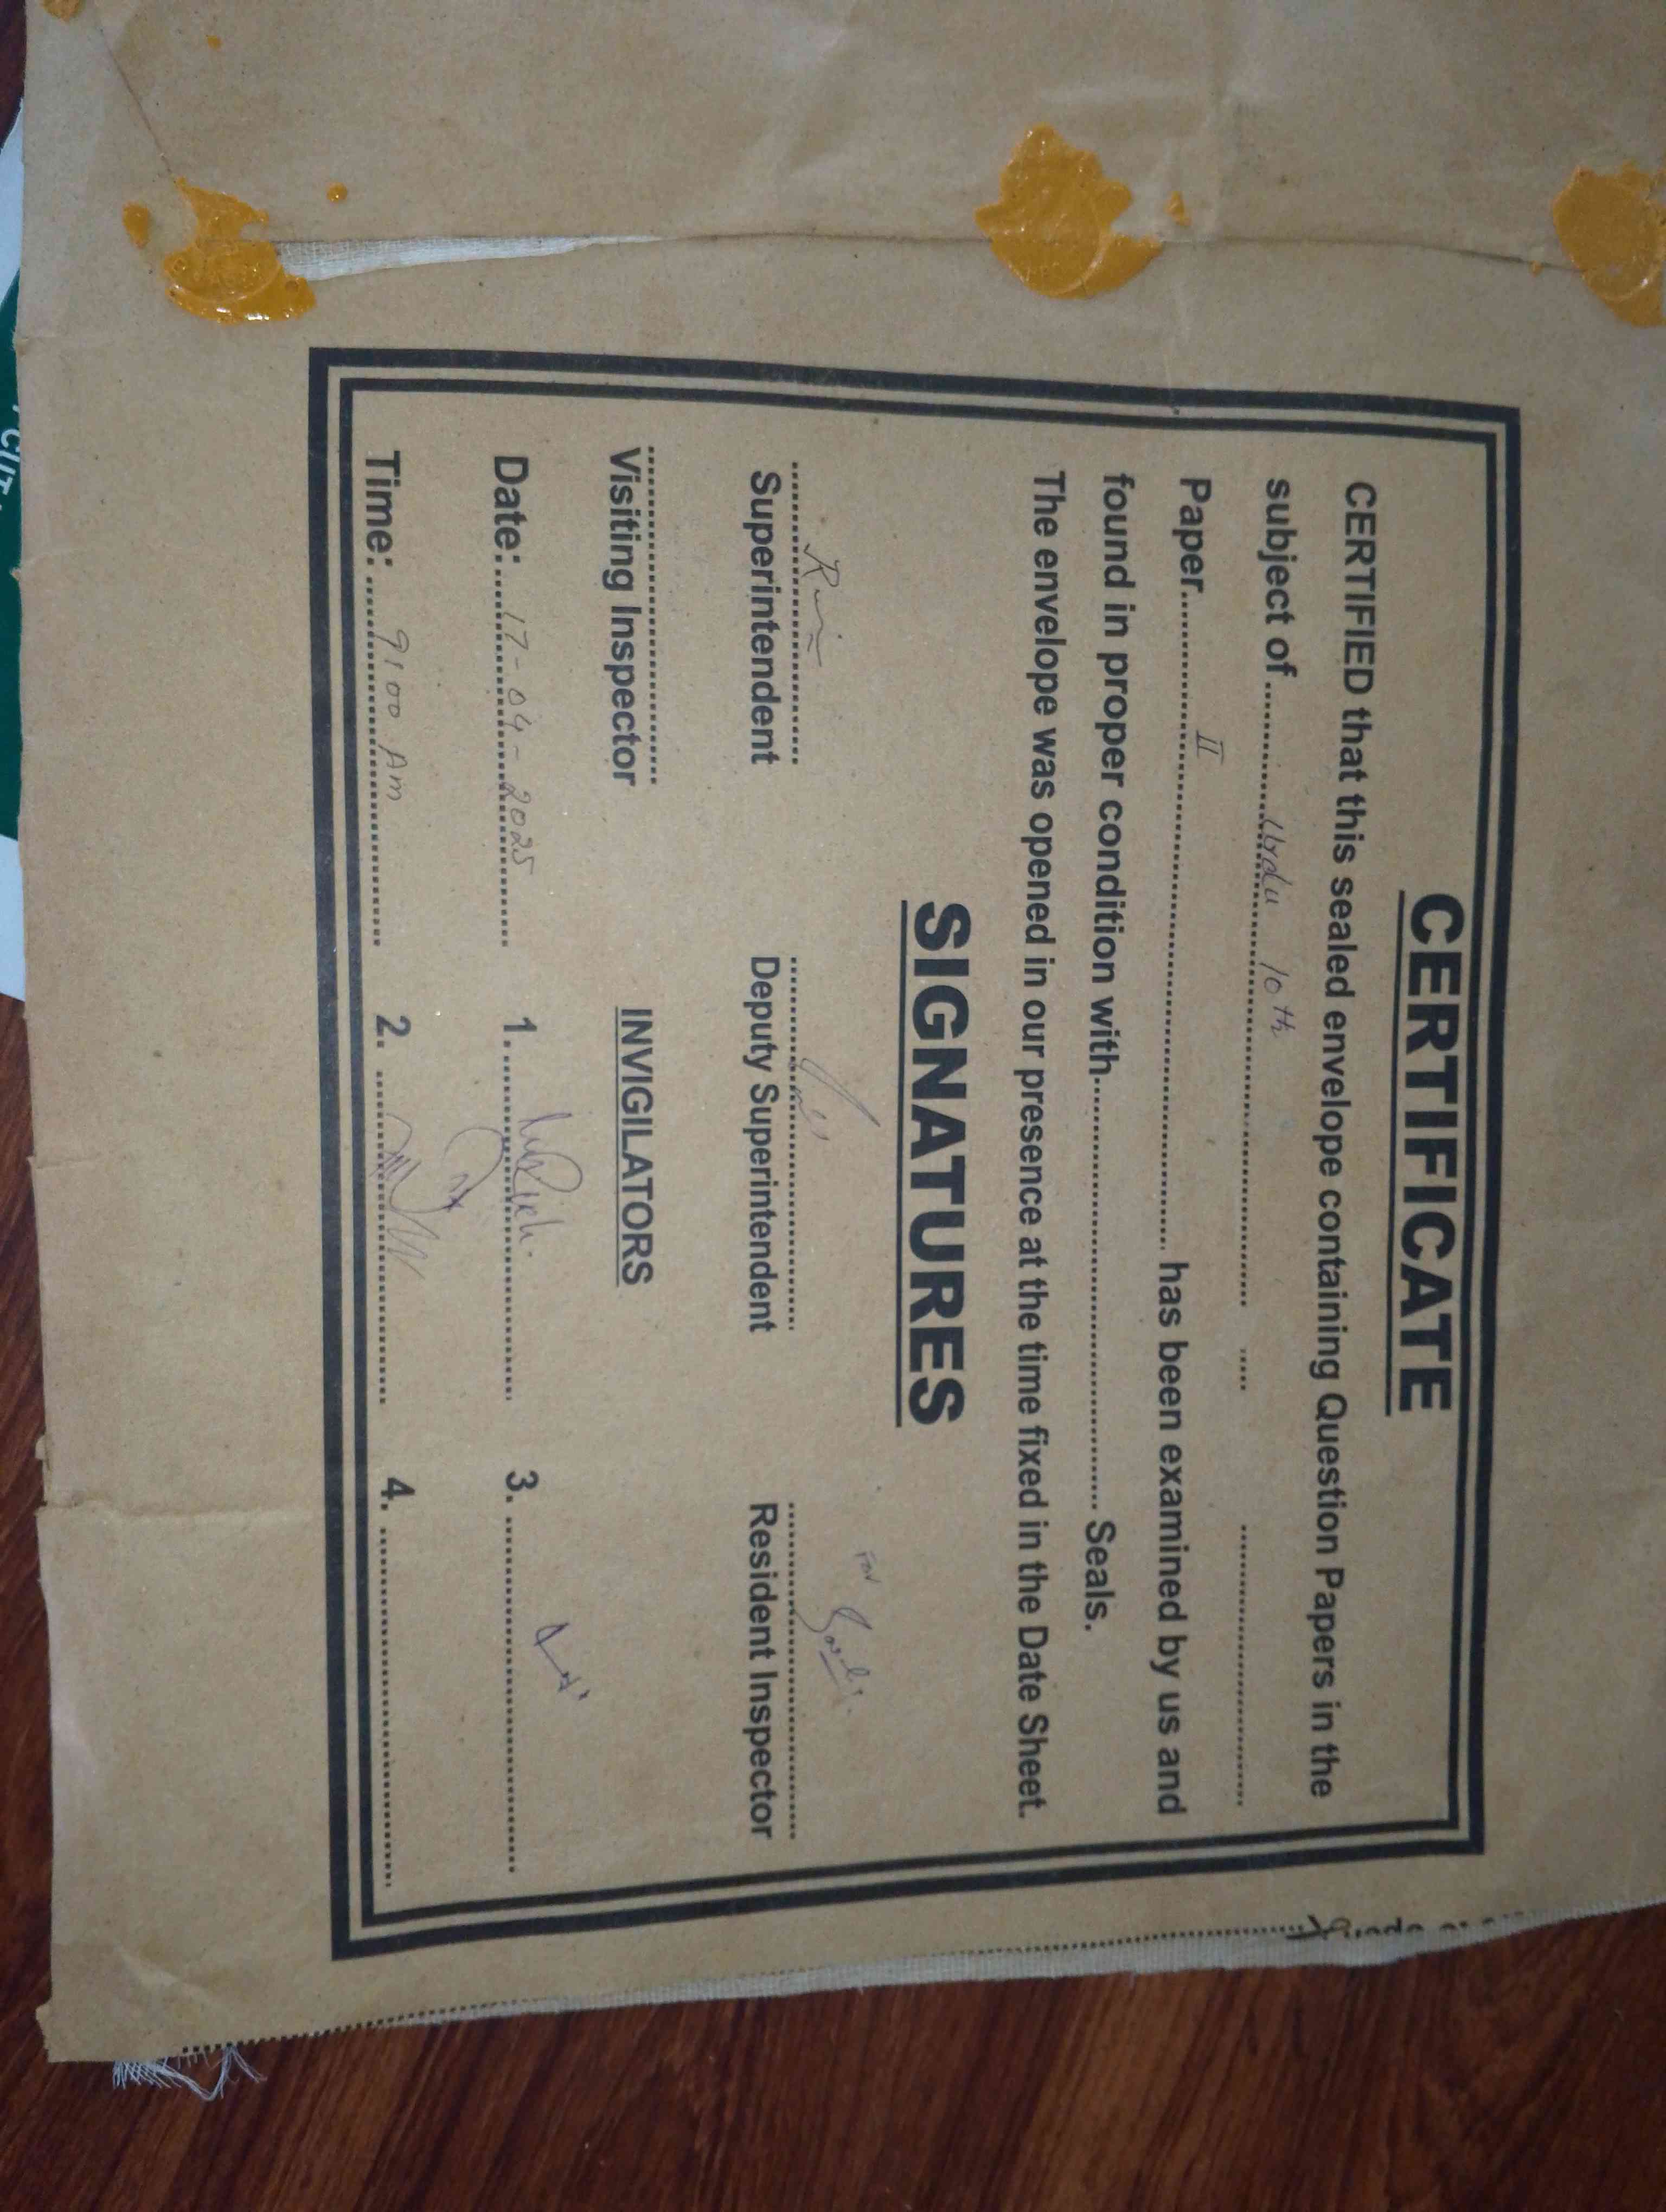 CERTIFICATE
CERTIFIED that this sealed envelope containing Question Papers in the
subject of.......... Urdu 10th ..........
Paper.......... II .......... has been examined by us and
found in proper condition with.......... Seals.
The envelope was opened in our presence at the time fixed in the Date Sheet.
SIGNATURES
For
Superintendent Deputy Superintendent Resident Inspector
Visiting Inspector INVIGILATORS
Date: 17-04-2025 1. 3.
Time: 9:00 Am 2. 4.